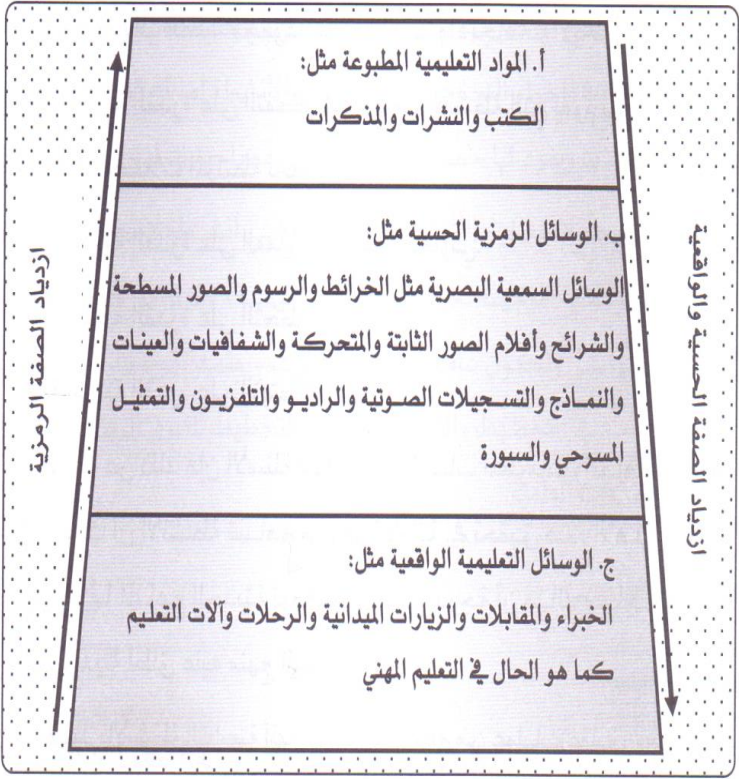 أ. المواد التعليمية المطبوعة مثل:
الكتب والنشرات والمذكرات
ب. الوسائل الرمزية الحسية مثل:
الوسائل السمعية البصرية مثل الخرائط والرسوم والصور المسطحة
والشرائح وأفلام الصور الثابتة والمتحركة والشفافيات والعينات
والنماذج والتسجيلات الصوتية والراديو والتلفزيون والتمثيل
المسرحي والسبورة
ج. الوسائل التعليمية الواقعية مثل:
الخبراء والمقابلات والزيارات الميدانية والرحلات وآلات التعليم
كما هو الحال في التعليم المهني
ازدياد الصفة الحسية والواقعية
ازدياد الصفة الرمزية